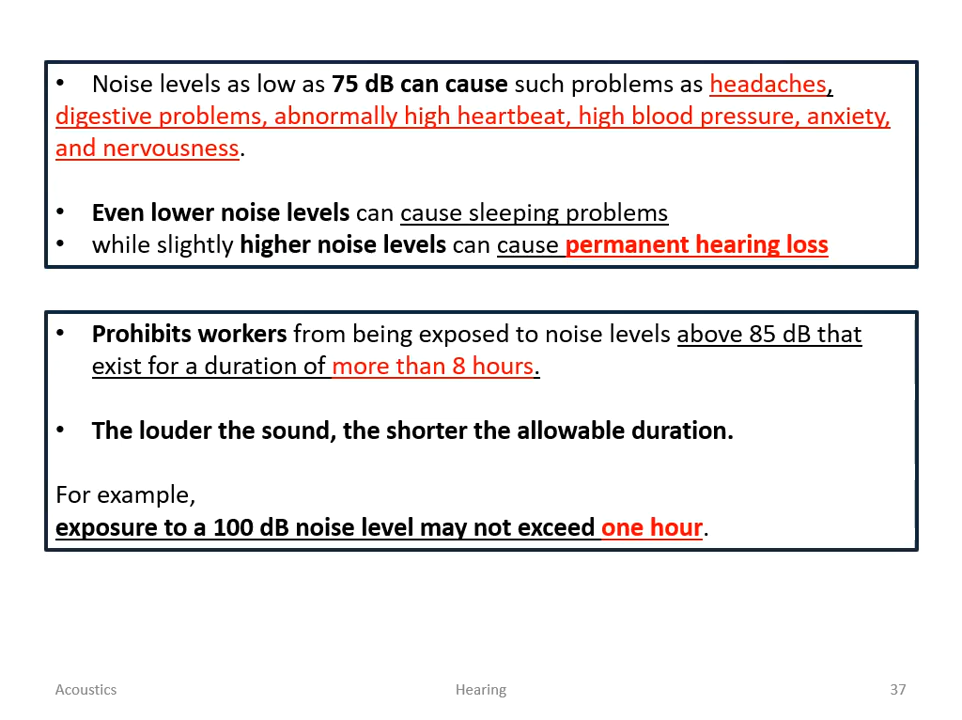 • Noise levels as low as 75 dB can cause such problems as headaches,
digestive problems, abnormally high heartbeat, high blood pressure, anxiety,
and nervousness.
• Even lower noise levels can cause sleeping problems
• while slightly higher noise levels can cause permanent hearing loss
• Prohibits workers from being exposed to noise levels above 85 dB that
exist for a duration of more than 8 hours.
• The louder the sound, the shorter the allowable duration.
For example,
exposure to a 100 dB noise level may not exceed one hour.
Acoustics Hearing 37